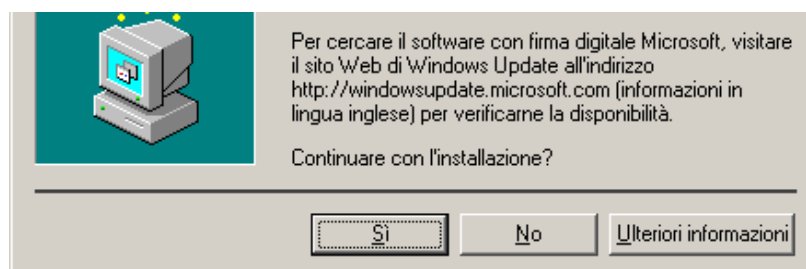 Per cercare il software con firma digitale Microsoft, visitare
il sito Web di Windows Update all'indirizzo
http://windowsupdate.microsoft.com (informazioni in
lingua inglese) per verificarne la disponibilità.
Continuare con l'installazione?
Sì
No
Ulteriori informazioni